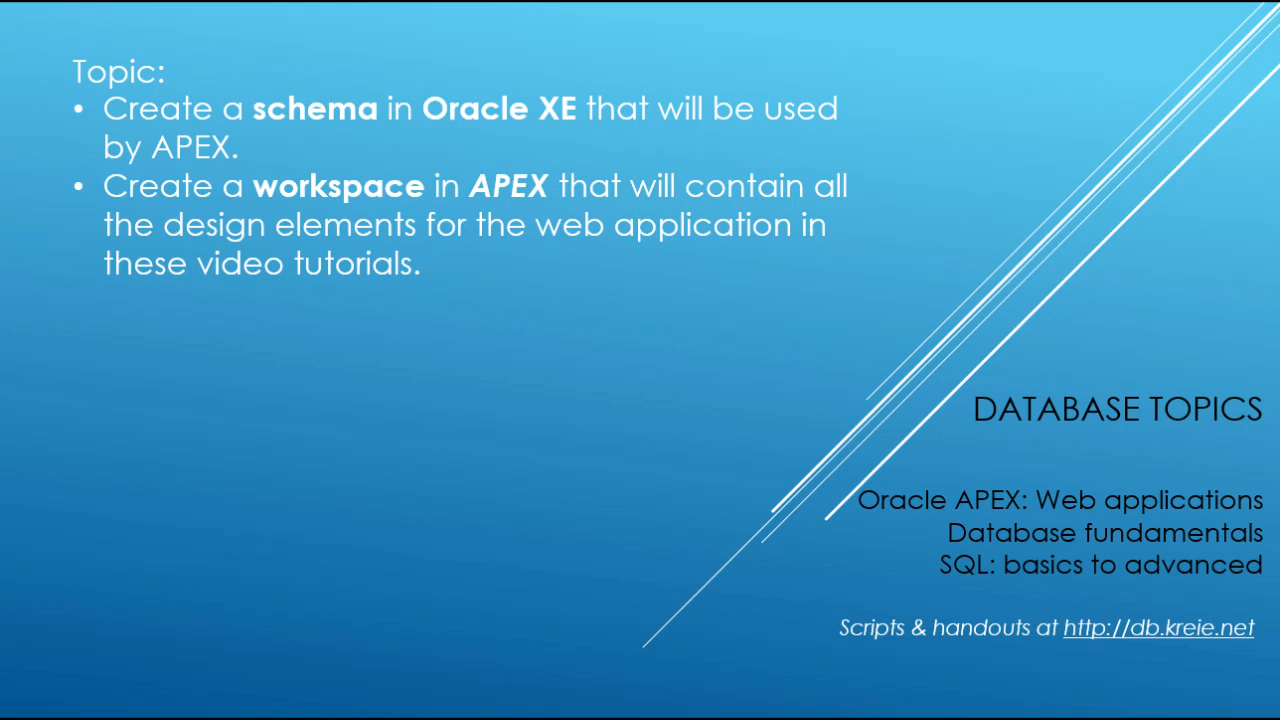 Topic:
• Create a schema in Oracle XE that will be used
by APEX.
• Create a workspace in APEX that will contain all
the design elements for the web application in
these video tutorials.
DATABASE TOPICS
Oracle APEX: Web applications
Database fundamentals
SQL: basics to advanced
Scripts & handouts at http://db.kreie.net